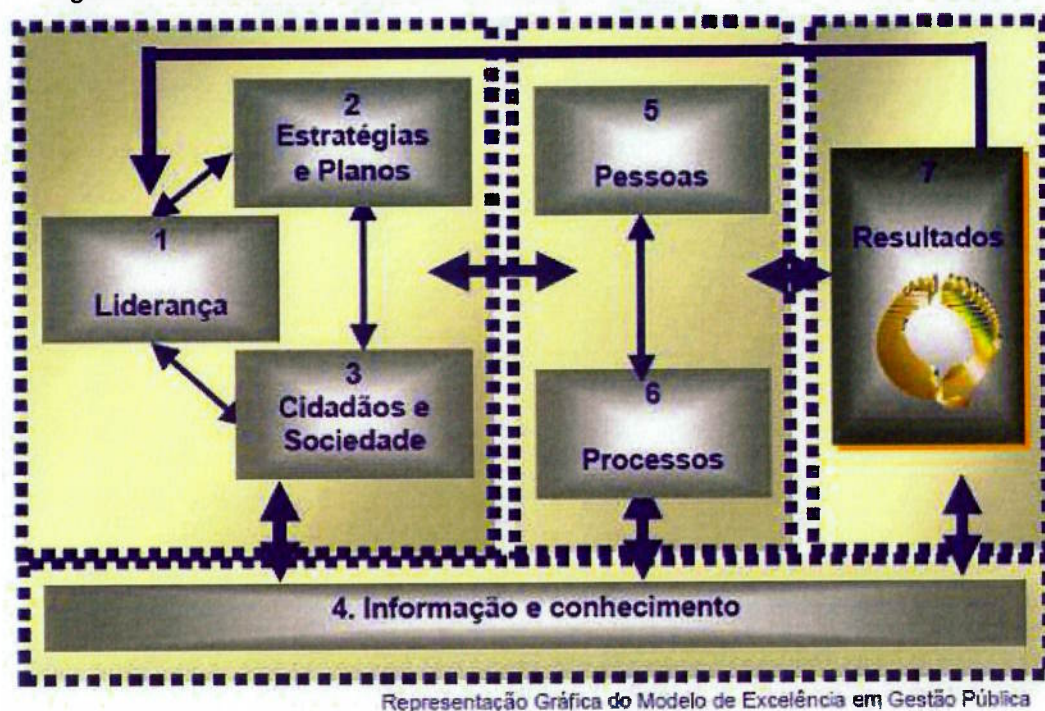 2
Estratégias
e Planos
5
Pessoas
7
Resultados
1
Liderança
3
Cidadãos e
Sociedade
6
Processos
4. Informação e conhecimento
Representação Gráfica do Modelo de Excelência em Gestão Pública